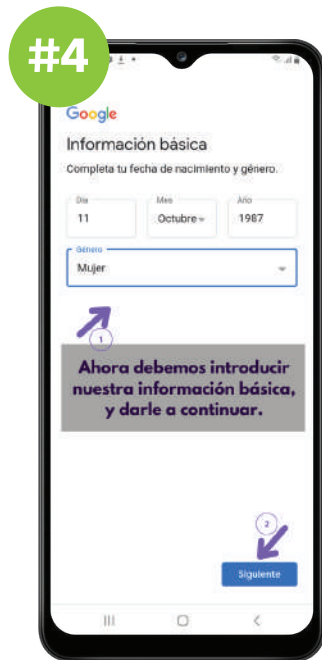 #4
Google
Información básica
Completa tu fecha de nacimiento y género.
Día Mes Año
11 Octubre 1987
Género
Mujer
1
Ahora debemos introducir
nuestra información básica,
y darle a continuar.
2
Siguiente